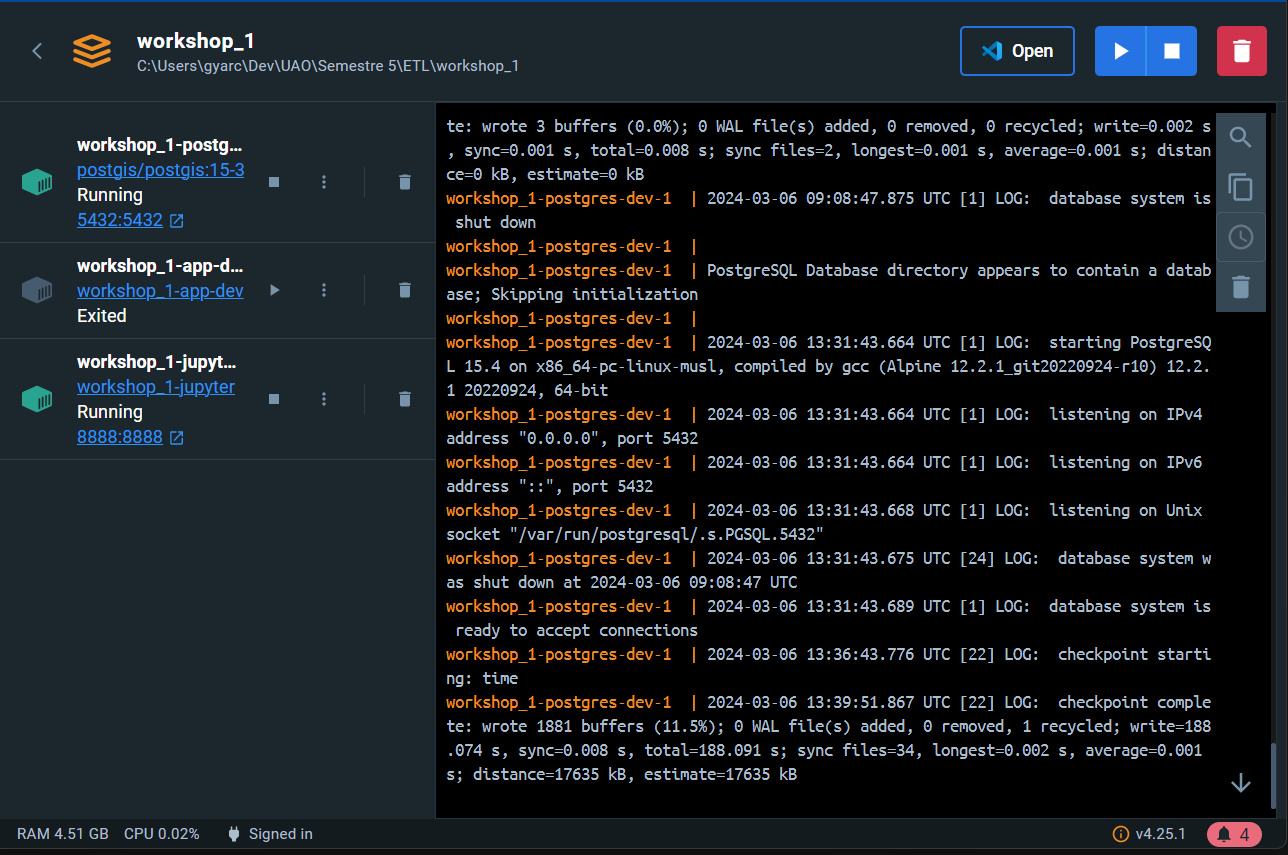 workshop_1
C:\Users\gyarc\Dev\UAO\Semestre 5\ETL\workshop_1
Open
workshop_1-postg...
postgis/postgis:15-3
Running
5432:5432
workshop_1-app-d...
workshop_1-app-dev
Exited
workshop_1-jupyt...
workshop_1-jupyter
Running
8888:8888
te: wrote 3 buffers (0.0%); 0 WAL file(s) added, 0 removed, 0 recycled; write=0.002 s
, sync=0.001 s, total=0.008 s; sync files=2, longest=0.001 s, average=0.001 s; distan
ce=0 kB, estimate=0 kB
workshop_1-postgres-dev-1  | 2024-03-06 09:08:47.875 UTC [1] LOG:  database system is
 shut down
workshop_1-postgres-dev-1  |
workshop_1-postgres-dev-1  | PostgreSQL Database directory appears to contain a datab
ase; Skipping initialization
workshop_1-postgres-dev-1  |
workshop_1-postgres-dev-1  | 2024-03-06 13:31:43.664 UTC [1] LOG:  starting PostgreSQ
L 15.4 on x86_64-pc-linux-musl, compiled by gcc (Alpine 12.2.1_git20220924-r10) 12.2.
1 20220924, 64-bit
workshop_1-postgres-dev-1  | 2024-03-06 13:31:43.664 UTC [1] LOG:  listening on IPv4
address "0.0.0.0", port 5432
workshop_1-postgres-dev-1  | 2024-03-06 13:31:43.664 UTC [1] LOG:  listening on IPv6
address "::", port 5432
workshop_1-postgres-dev-1  | 2024-03-06 13:31:43.668 UTC [1] LOG:  listening on Unix
socket "/var/run/postgresql/.s.PGSQL.5432"
workshop_1-postgres-dev-1  | 2024-03-06 13:31:43.675 UTC [24] LOG:  database system w
as shut down at 2024-03-06 09:08:47 UTC
workshop_1-postgres-dev-1  | 2024-03-06 13:31:43.689 UTC [1] LOG:  database system is
 ready to accept connections
workshop_1-postgres-dev-1  | 2024-03-06 13:36:43.776 UTC [22] LOG:  checkpoint starti
ng: time
workshop_1-postgres-dev-1  | 2024-03-06 13:39:51.867 UTC [22] LOG:  checkpoint comple
te: wrote 1881 buffers (11.5%); 0 WAL file(s) added, 0 removed, 1 recycled; write=188
.074 s, sync=0.008 s, total=188.091 s; sync files=34, longest=0.002 s, average=0.001
s; distance=17635 kB, estimate=17635 kB
RAM 4.51 GB CPU 0.02% Signed in v4.25.1 4